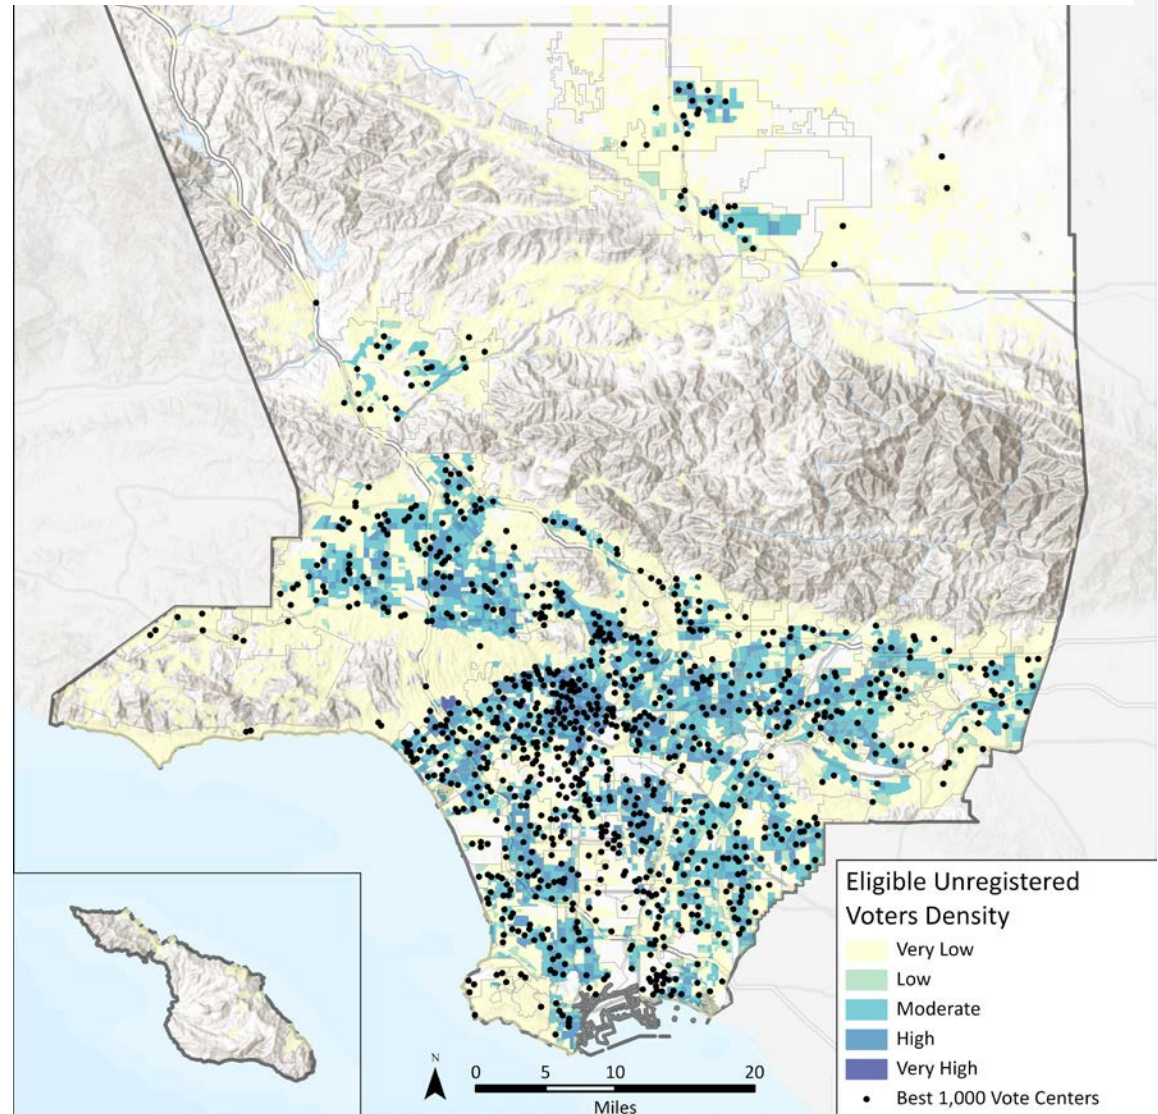 Eligible Unregistered
Voters Density
Very Low
Low
Moderate
High
Very High
Best 1,000 Vote Centers
N
0 5 10 20
Miles